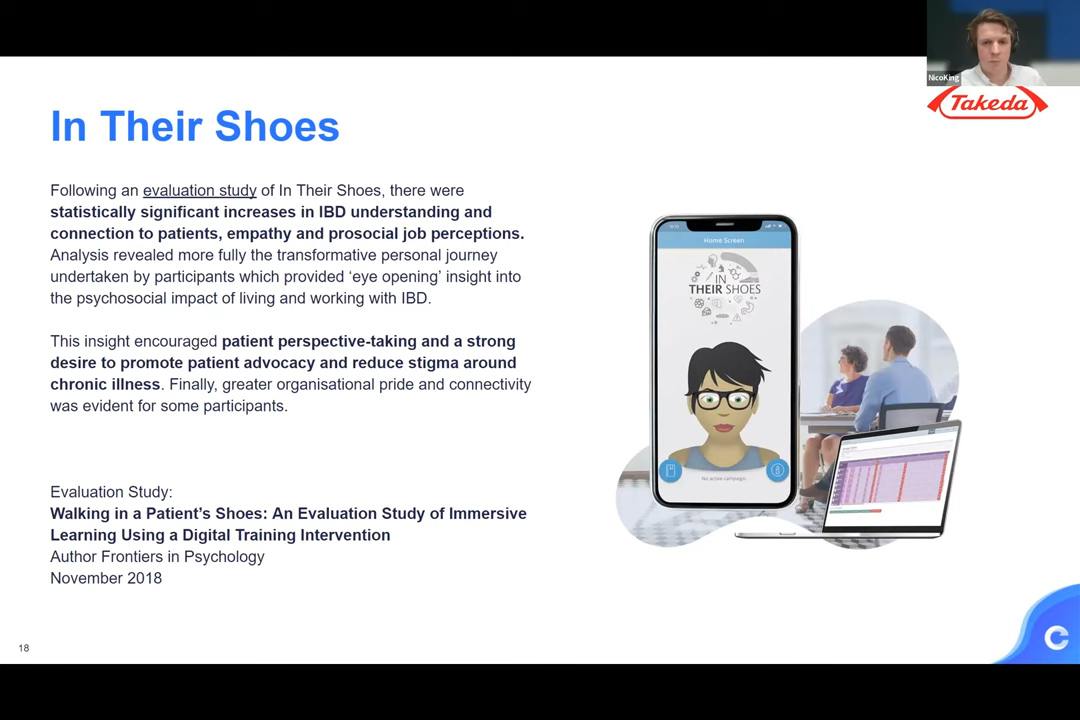 NicoKing
Takeda
In Their Shoes
Following an evaluation study of In Their Shoes, there were
statistically significant increases in IBD understanding and
connection to patients, empathy and prosocial job perceptions.
Analysis revealed more fully the transformative personal journey
undertaken by participants which provided ‘eye opening’ insight into
the psychosocial impact of living and working with IBD.
This insight encouraged patient perspective-taking and a strong
desire to promote patient advocacy and reduce stigma around
chronic illness. Finally, greater organisational pride and connectivity
was evident for some participants.
Evaluation Study:
Walking in a Patient’s Shoes: An Evaluation Study of Immersive
Learning Using a Digital Training Intervention
Author Frontiers in Psychology
November 2018
Home Screen
IN
THEIR SHOES
No active campaign
18